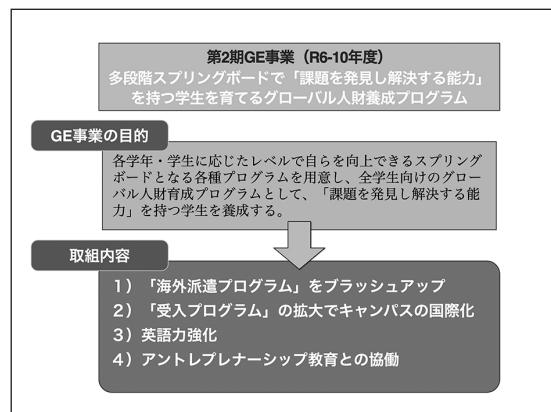 第2期GE事業（R6-10年度）
多段階スプリングボードで「課題を発見し解決する能力」
を持つ学生を育てるグローバル人財養成プログラム
GE事業の目的
各学年・学生に応じたレベルで自らを向上できるスプリング
ボードとなる各種プログラムを用意し、全学生向けのグロー
バル人財育成プログラムとして、「課題を発見し解決する能
力」を持つ学生を養成する。
取組内容
1）「海外派遣プログラム」をブラッシュアップ
2）「受入プログラム」の拡大でキャンパスの国際化
3）英語力強化
4）アントレプレナーシップ教育との協働